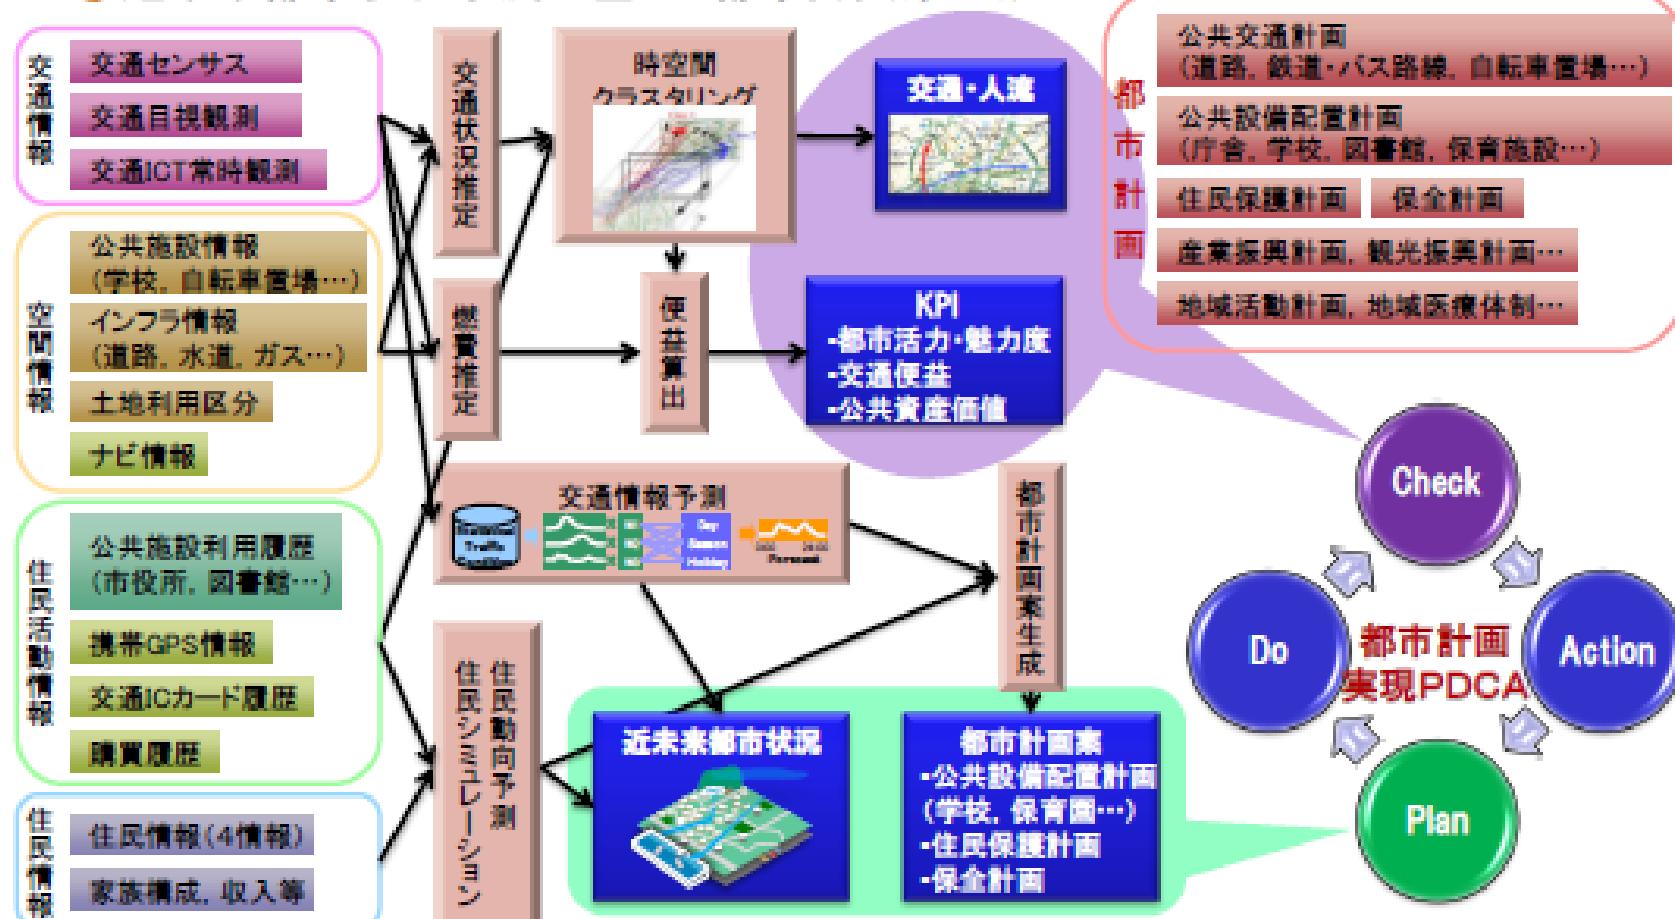 交通情報
交通センサス
交通目視観測
交通ICT常時観測
空間情報
公共施設情報
(学校, 自転車置場…)
インフラ情報
(道路, 水道, ガス…)
土地利用区分
ナビ情報
住民活動情報
公共施設利用履歴
(市役所, 図書館…)
携帯GPS情報
交通ICカード履歴
購買履歴
住民情報
住民情報(4情報)
家族構成, 収入等
交通状況推定
燃費推定
時空間
クラスタリング
便益算出
交通・人流
KPI
-都市活力・魅力度
-交通便益
-公共資産価値
交通情報予測
Traffic
Day
Season
Holiday
Forecast
住民動向予測
住民シミュレーション
都市計画案生成
近未来都市状況
都市計画案
-公共設備配置計画
(学校, 保育園…)
-住民保護計画
-保全計画
都市計画
公共交通計画
(道路, 鉄道・バス路線, 自転車置場…)
公共設備配置計画
(庁舎, 学校, 図書館, 保育施設…)
住民保護計画
保全計画
産業振興計画, 観光振興計画…
地域活動計画, 地域医療体制…
Check
Do
都市計画
実現PDCA
Action
Plan